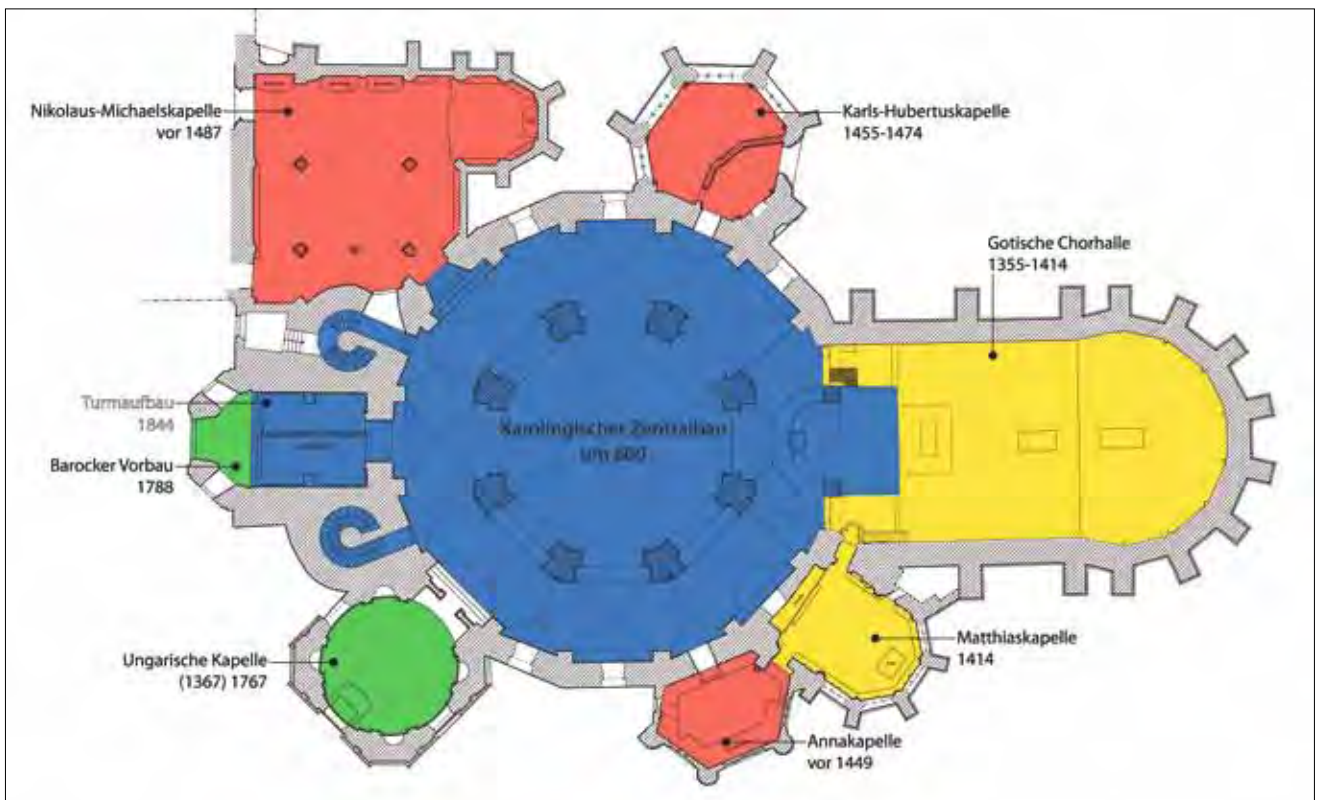 Nikolaus-Michaelskapelle
vor 1487
Karls-Hubertuskapelle
1455-1474
Gotische Chorhalle
1355-1414
Turmaufbau
1844
Barocker Vorbau
1788
Karolingischer Zentralbau
um 800
Ungarische Kapelle
(1367) 1767
Matthiaskapelle
1414
Annakapelle
vor 1449